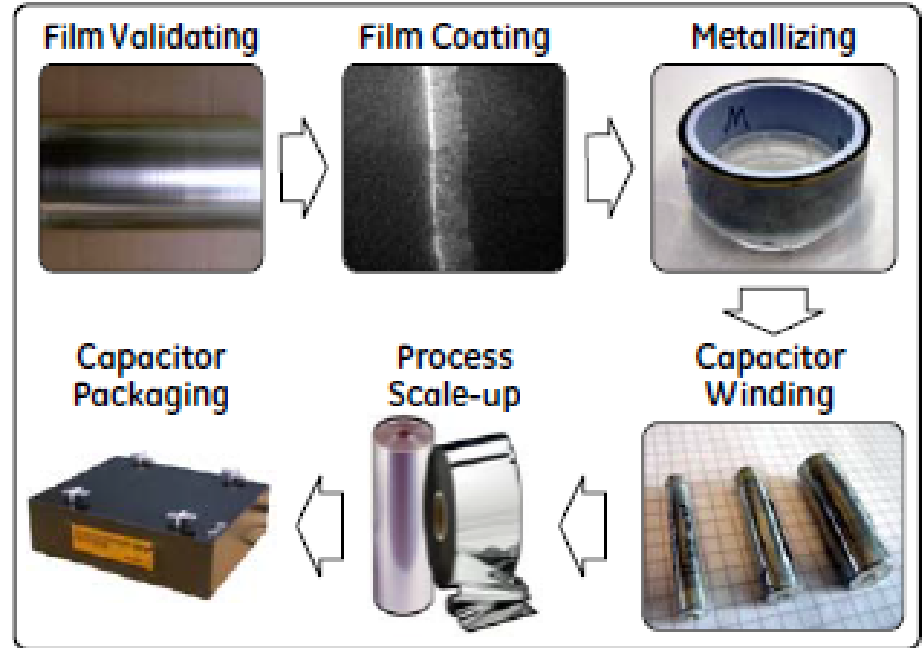 Film Validating
Film Coating
Metallizing
M
Capacitor
Winding
Process
Scale-up
Capacitor
Packaging